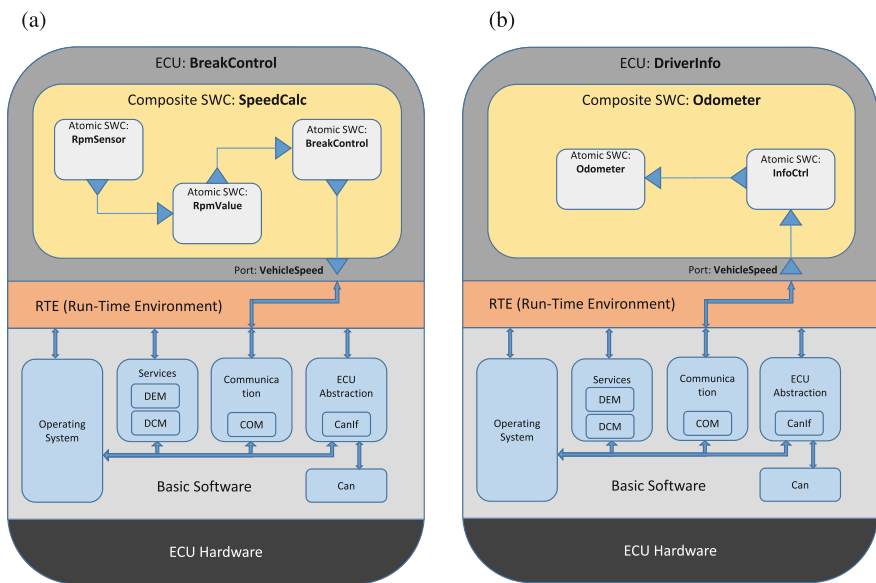 (a)
ECU: BreakControl
Composite SWC: SpeedCalc
Atomic SWC:
RpmSensor
Atomic SWC:
RpmValue
Atomic SWC:
BreakControl
Port: VehicleSpeed
RTE (Run-Time Environment)
Operating
System
Services
DEM
DCM
Communica
tion
COM
ECU
Abstraction
CanIf
Can
Basic Software
ECU Hardware
(b)
ECU: DriverInfo
Composite SWC: Odometer
Atomic SWC:
Odometer
Atomic SWC:
InfoCtrl
Port: VehicleSpeed
RTE (Run-Time Environment)
Operating
System
Services
DEM
DCM
Communica
tion
COM
ECU
Abstraction
CanIf
Can
Basic Software
ECU Hardware